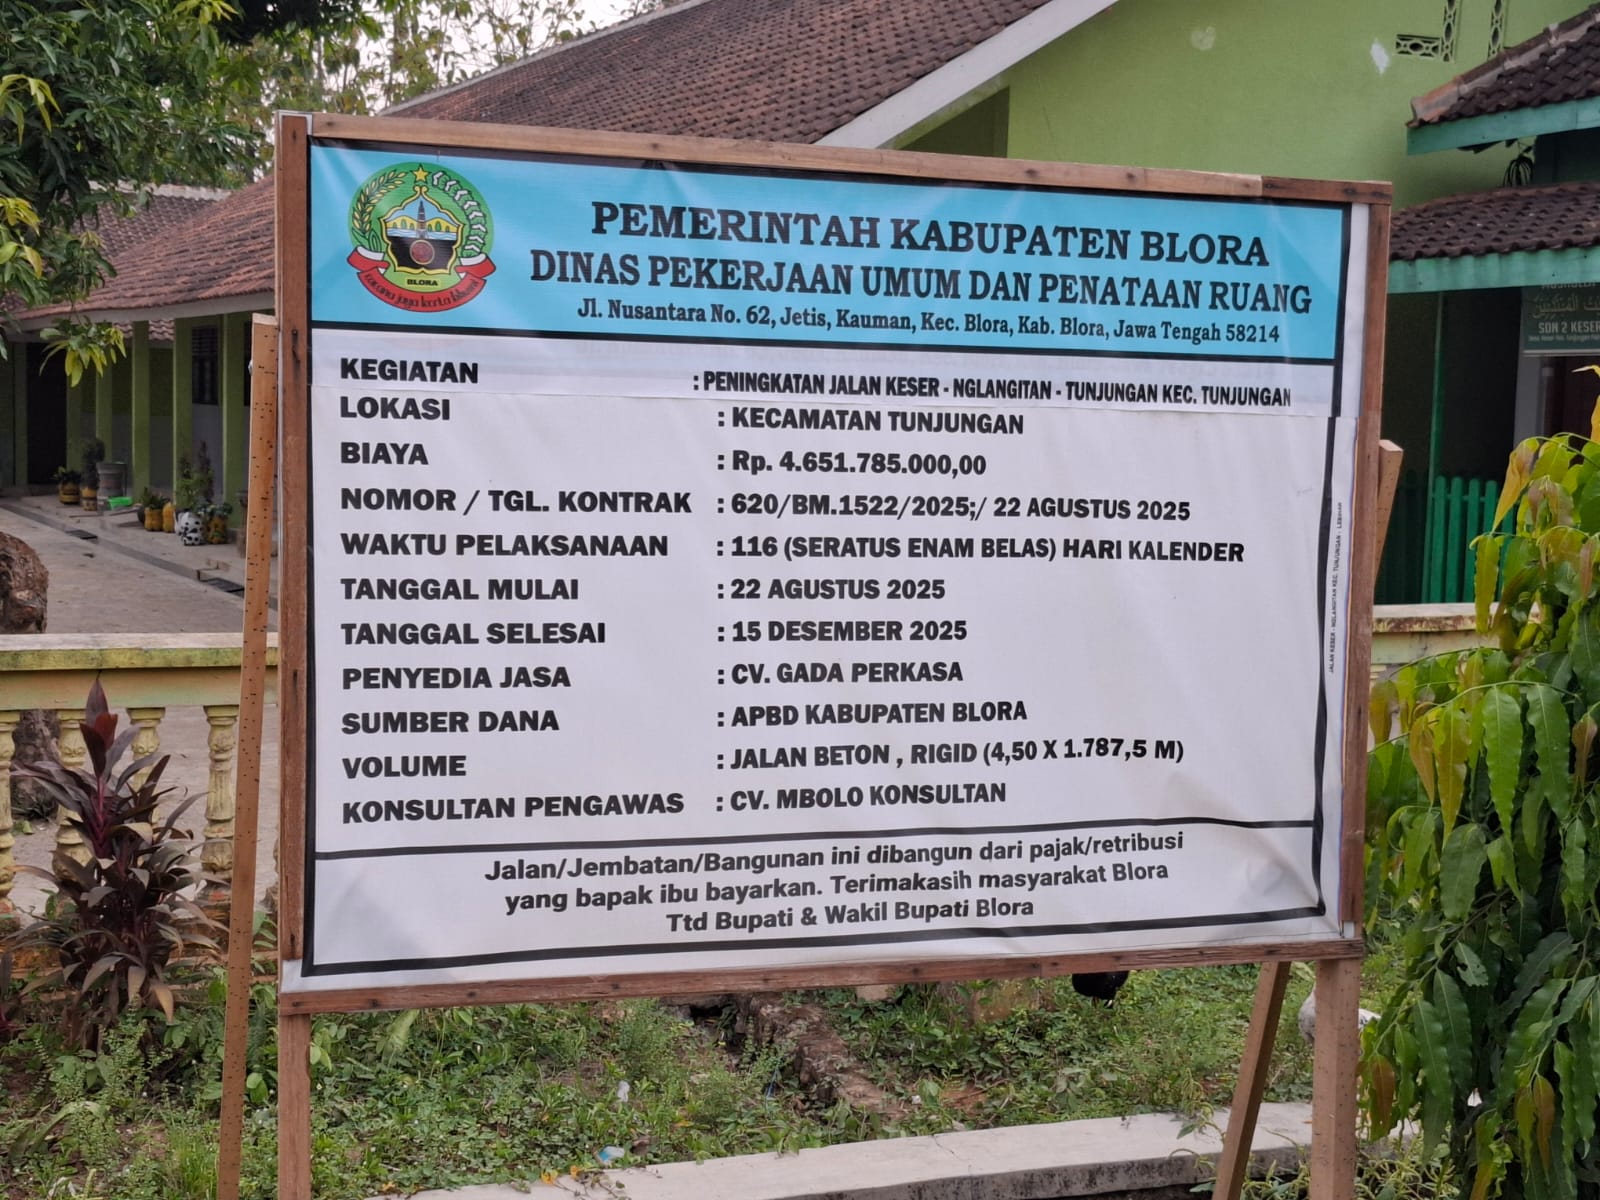 PEMERINTAH KABUPATEN BLORA
DINAS PEKERJAAN UMUM DAN PENATAAN RUANG
Jl. Nusantara No. 62, Jetis, Kauman, Kec. Blora, Kab. Blora, Jawa Tengah 58214
BLORA
KEGIATAN : PENINGKATAN JALAN KESER - NGLANGITAN - TUNJUNGAN KEC. TUNJUNGAN
LOKASI : KECAMATAN TUNJUNGAN
BIAYA : Rp. 4.651.785.000,00
NOMOR / TGL. KONTRAK : 620/BM.1522/2025;/ 22 AGUSTUS 2025
WAKTU PELAKSANAAN : 116 (SERATUS ENAM BELAS) HARI KALENDER
TANGGAL MULAI : 22 AGUSTUS 2025
TANGGAL SELESAI : 15 DESEMBER 2025
PENYEDIA JASA : CV. GADA PERKASA
SUMBER DANA : APBD KABUPATEN BLORA
VOLUME : JALAN BETON , RIGID (4,50 X 1.787,5 M)
KONSULTAN PENGAWAS : CV. MBOLO KONSULTAN
Jalan/Jembatan/Bangunan ini dibangun dari pajak/retribusi
yang bapak ibu bayarkan. Terimakasih masyarakat Blora
Ttd Bupati & Wakil Bupati Blora
JALAN KESER - NGLANGITAN KEC. TUNJUNGAN
SDN 2 KESER